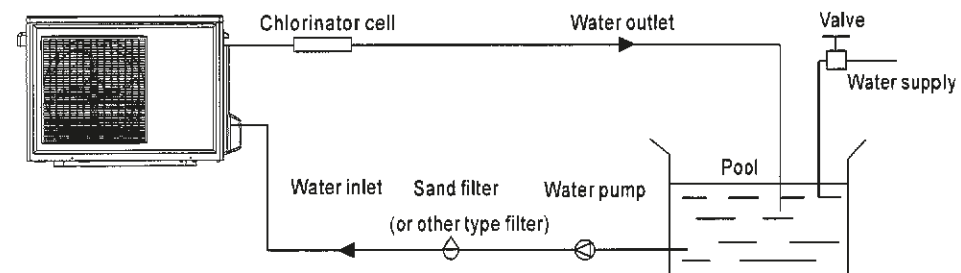 Chlorinator cell
Water outlet
Valve
Water supply
Pool
Water inlet
Sand filter
(or other type filter)
Water pump